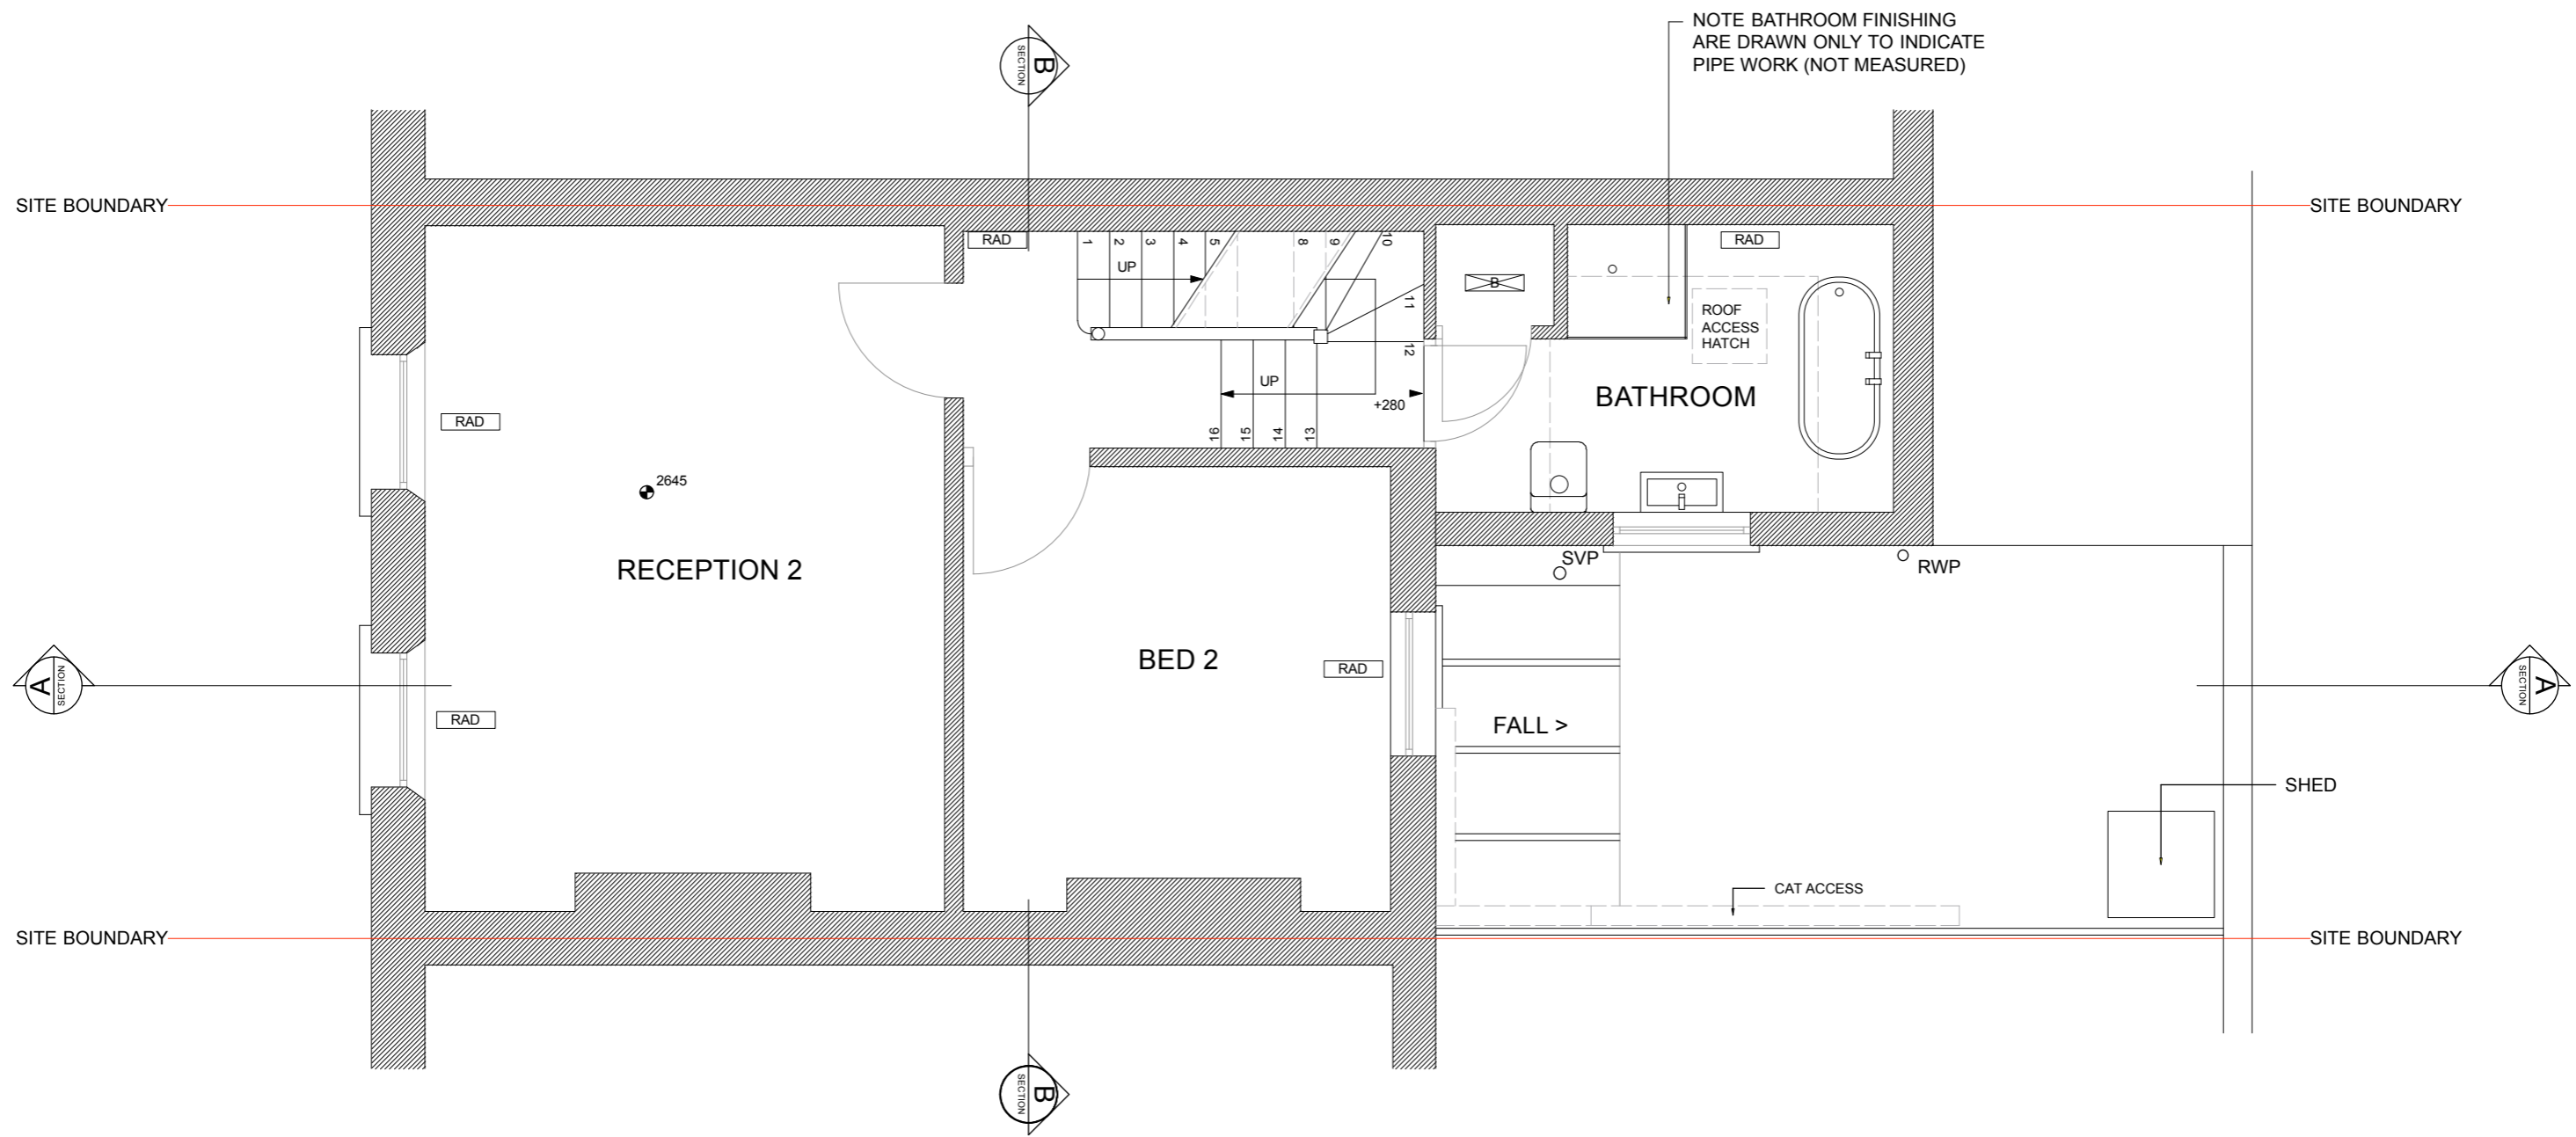 NOTE BATHROOM FINISHING
ARE DRAWN ONLY TO INDICATE
PIPE WORK (NOT MEASURED)
B
SECTION
SITE BOUNDARY
SITE BOUNDARY
RAD
1
2
3
4
5
8
9
10
RAD
UP
B
11
ROOF
ACCESS
HATCH
12
UP
BATHROOM
+280
RAD
16
15
14
13
2645
SVP
RWP
RECEPTION 2
BED 2
RAD
A
SECTION
A
SECTION
RAD
FALL >
SHED
CAT ACCESS
SITE BOUNDARY
SITE BOUNDARY
B
SECTION